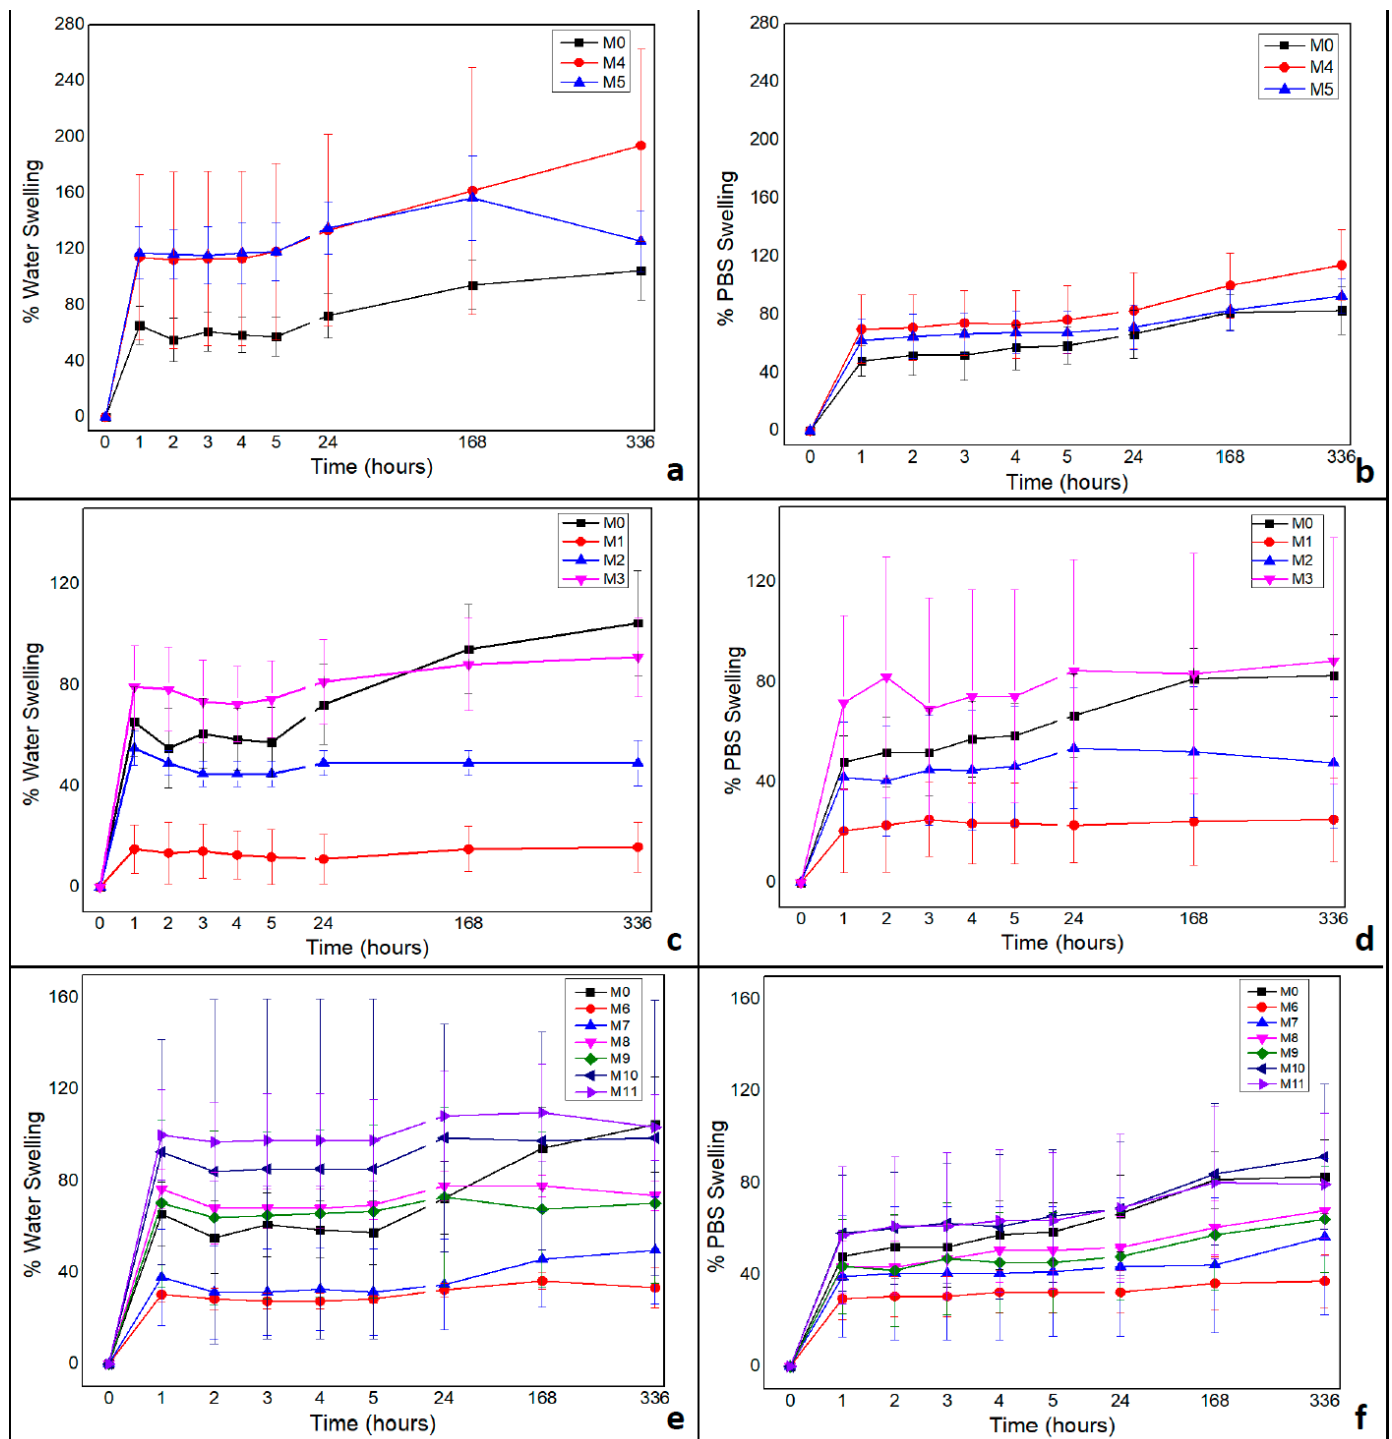 280
240
200
160
120
80
40
0
% Water Swelling
M0
M4
M5
0 1 2 3 4 5 24 168 336
Time (hours)
a
280
240
200
160
120
80
40
0
% PBS Swelling
M0
M4
M5
0 1 2 3 4 5 24 168 336
Time (hours)
b
120
80
40
0
% Water Swelling
M0
M1
M2
M3
0 1 2 3 4 5 24 168 336
Time (hours)
c
120
80
40
0
% PBS Swelling
M0
M1
M2
M3
0 1 2 3 4 5 24 168 336
Time (hours)
d
160
120
80
40
0
% Water Swelling
M0
M6
M7
M8
M9
M10
M11
0 1 2 3 4 5 24 168 336
Time (hours)
e
160
120
80
40
0
% PBS Swelling
M0
M6
M7
M8
M9
M10
M11
0 1 2 3 4 5 24 168 336
Time (hours)
f